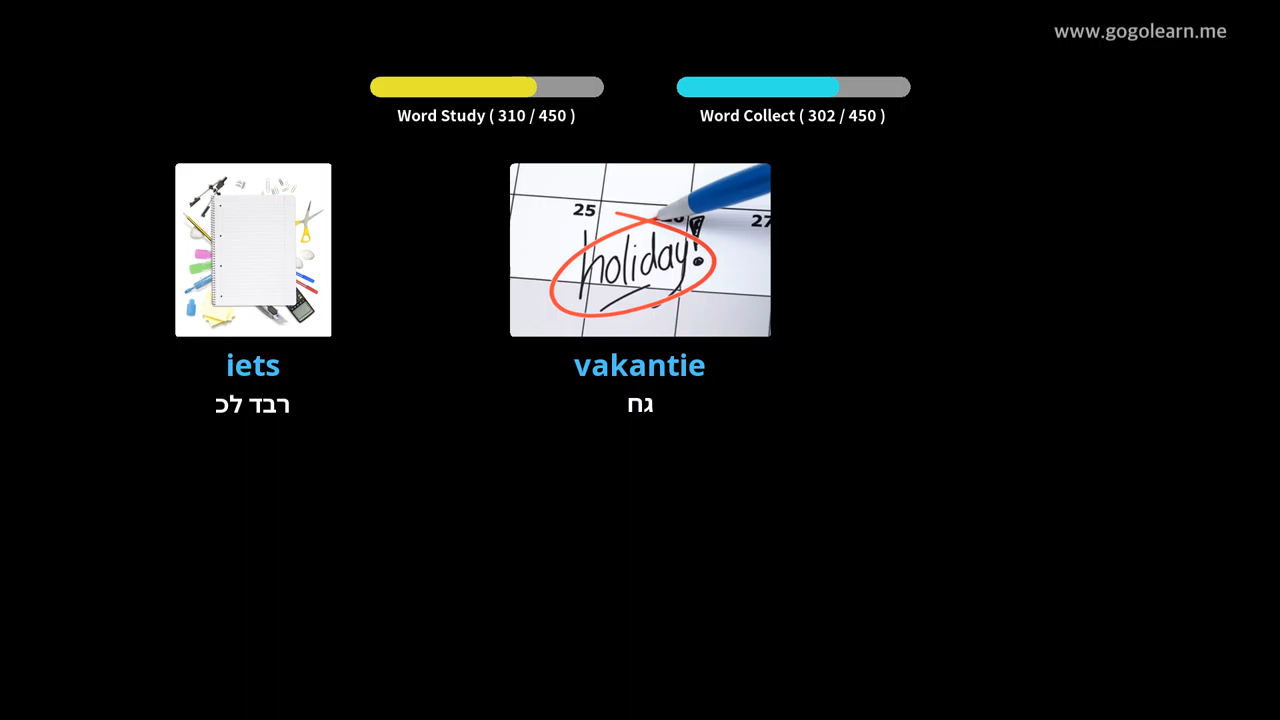 www.gogolearn.me
Word Study ( 310 / 450 )
Word Collect ( 302 / 450 )
25
26
27
holiday!
iets
vakantie
רבד לכ
גח